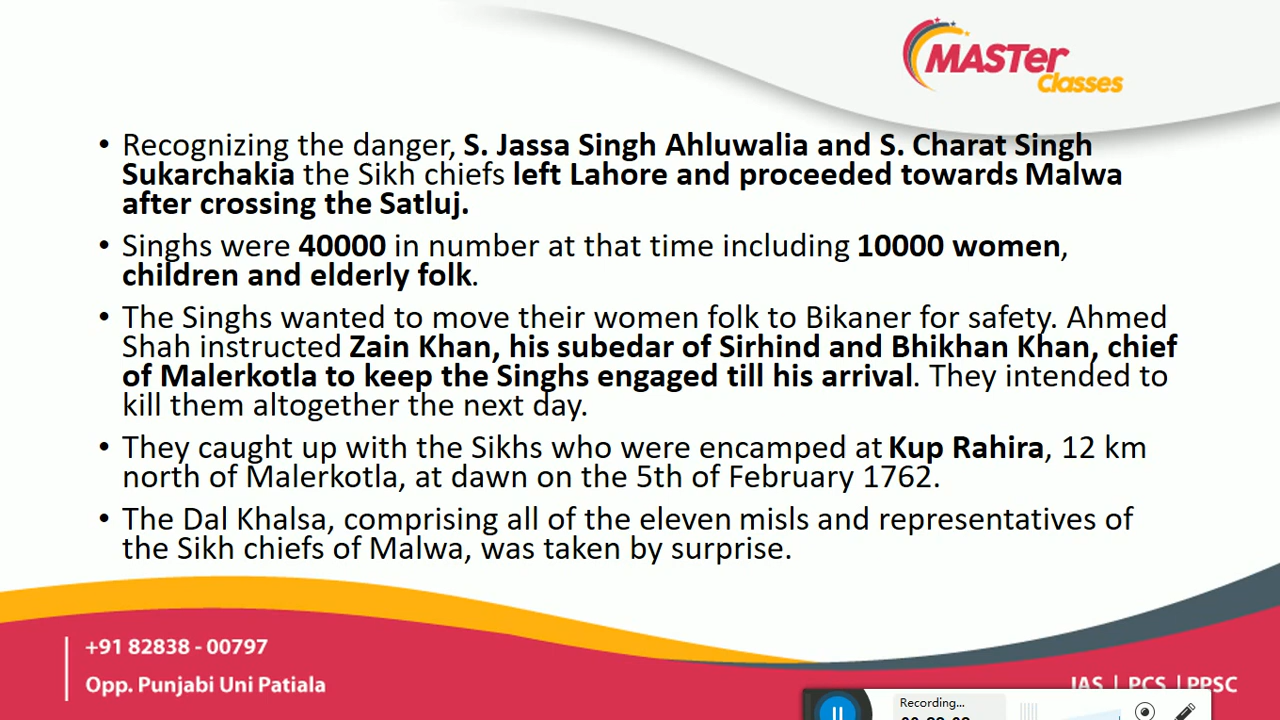 MASTer
Classes
• Recognizing the danger, S. Jassa Singh Ahluwalia and S. Charat Singh
Sukarchakia the Sikh chiefs left Lahore and proceeded towards Malwa
after crossing the Satluj.
• Singhs were 40000 in number at that time including 10000 women,
children and elderly folk.
• The Singhs wanted to move their women folk to Bikaner for safety. Ahmed
Shah instructed Zain Khan, his subedar of Sirhind and Bhikhan Khan, chief
of Malerkotla to keep the Singhs engaged till his arrival. They intended to
kill them altogether the next day.
• They caught up with the Sikhs who were encamped at Kup Rahira, 12 km
north of Malerkotla, at dawn on the 5th of February 1762.
• The Dal Khalsa, comprising all of the eleven misls and representatives of
the Sikh chiefs of Malwa, was taken by surprise.
+91 82838 - 00797
Opp. Punjabi Uni Patiala
IAS | PCS | PPSC
Recording...